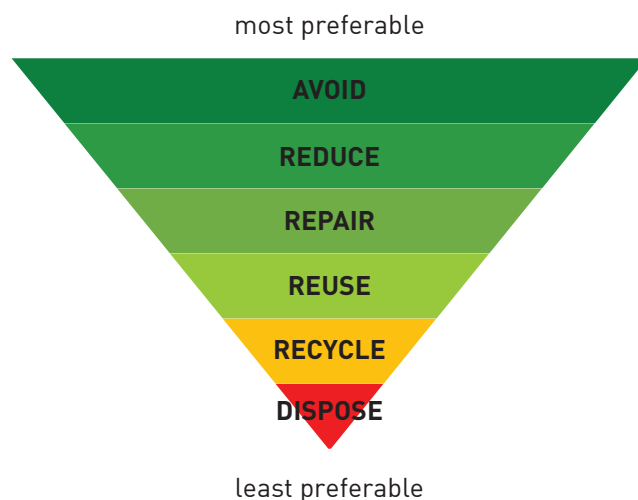 most preferable
AVOID
REDUCE
REPAIR
REUSE
RECYCLE
DISPOSE
least preferable